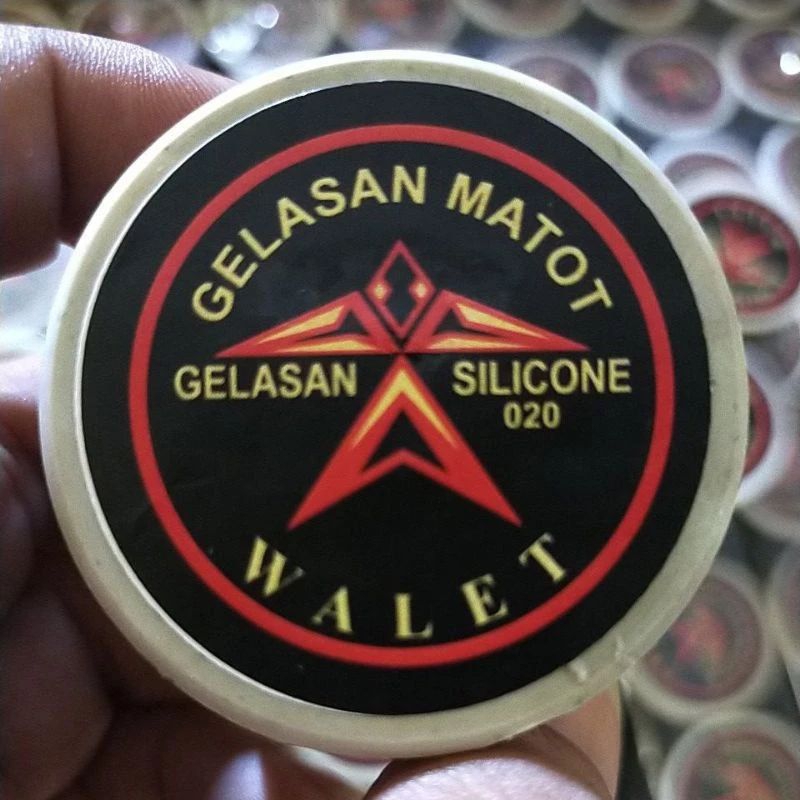 GELASAN MATOT
GELASAN SILICONE
020
WALET